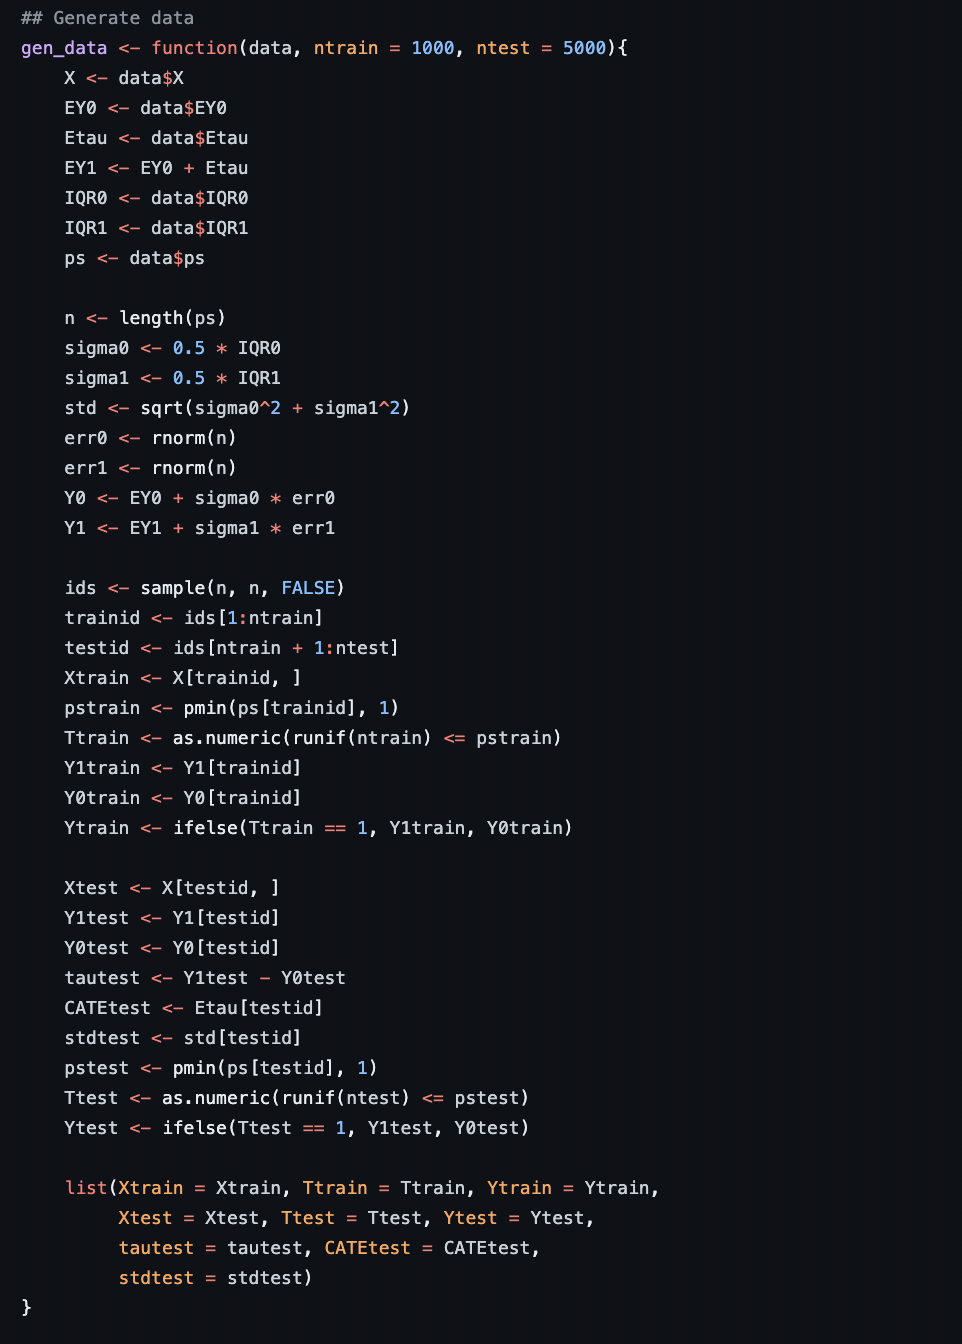 ## Generate data
gen_data <- function(data, ntrain = 1000, ntest = 5000){
    X <- data$X
    EY0 <- data$EY0
    Etau <- data$Etau
    EY1 <- EY0 + Etau
    IQR0 <- data$IQR0
    IQR1 <- data$IQR1
    ps <- data$ps

    n <- length(ps)
    sigma0 <- 0.5 * IQR0
    sigma1 <- 0.5 * IQR1
    std <- sqrt(sigma0^2 + sigma1^2)
    err0 <- rnorm(n)
    err1 <- rnorm(n)
    Y0 <- EY0 + sigma0 * err0
    Y1 <- EY1 + sigma1 * err1

    ids <- sample(n, n, FALSE)
    trainid <- ids[1:ntrain]
    testid <- ids[ntrain + 1:ntest]
    Xtrain <- X[trainid, ]
    pstrain <- pmin(ps[trainid], 1)
    Ttrain <- as.numeric(runif(ntrain) <= pstrain)
    Y1train <- Y1[trainid]
    Y0train <- Y0[trainid]
    Ytrain <- ifelse(Ttrain == 1, Y1train, Y0train)

    Xtest <- X[testid, ]
    Y1test <- Y1[testid]
    Y0test <- Y0[testid]
    tautest <- Y1test - Y0test
    CATEtest <- Etau[testid]
    stdtest <- std[testid]
    pstest <- pmin(ps[testid], 1)
    Ttest <- as.numeric(runif(ntest) <= pstest)
    Ytest <- ifelse(Ttest == 1, Y1test, Y0test)

    list(Xtrain = Xtrain, Ttrain = Ttrain, Ytrain = Ytrain,
         Xtest = Xtest, Ttest = Ttest, Ytest = Ytest,
         tautest = tautest, CATEtest = CATEtest,
         stdtest = stdtest)
}